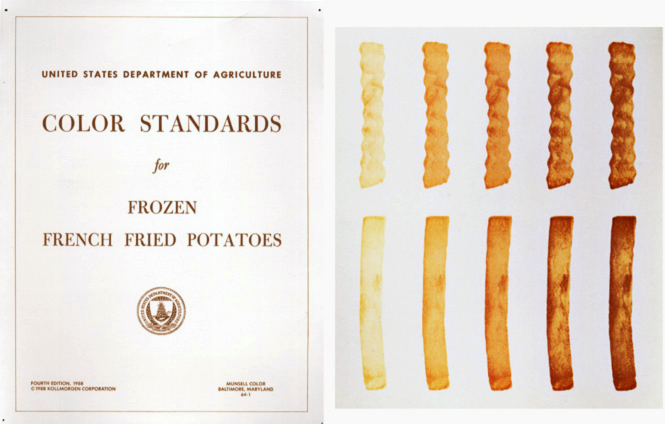 UNITED STATES DEPARTMENT OF AGRICULTURE
COLOR STANDARDS
for
FROZEN
FRENCH FRIED POTATOES
FOURTH EDITION, 1988
©1988 KOLLMORGEN CORPORATION
MUNSELL COLOR
BALTIMORE, MARYLAND
64-1